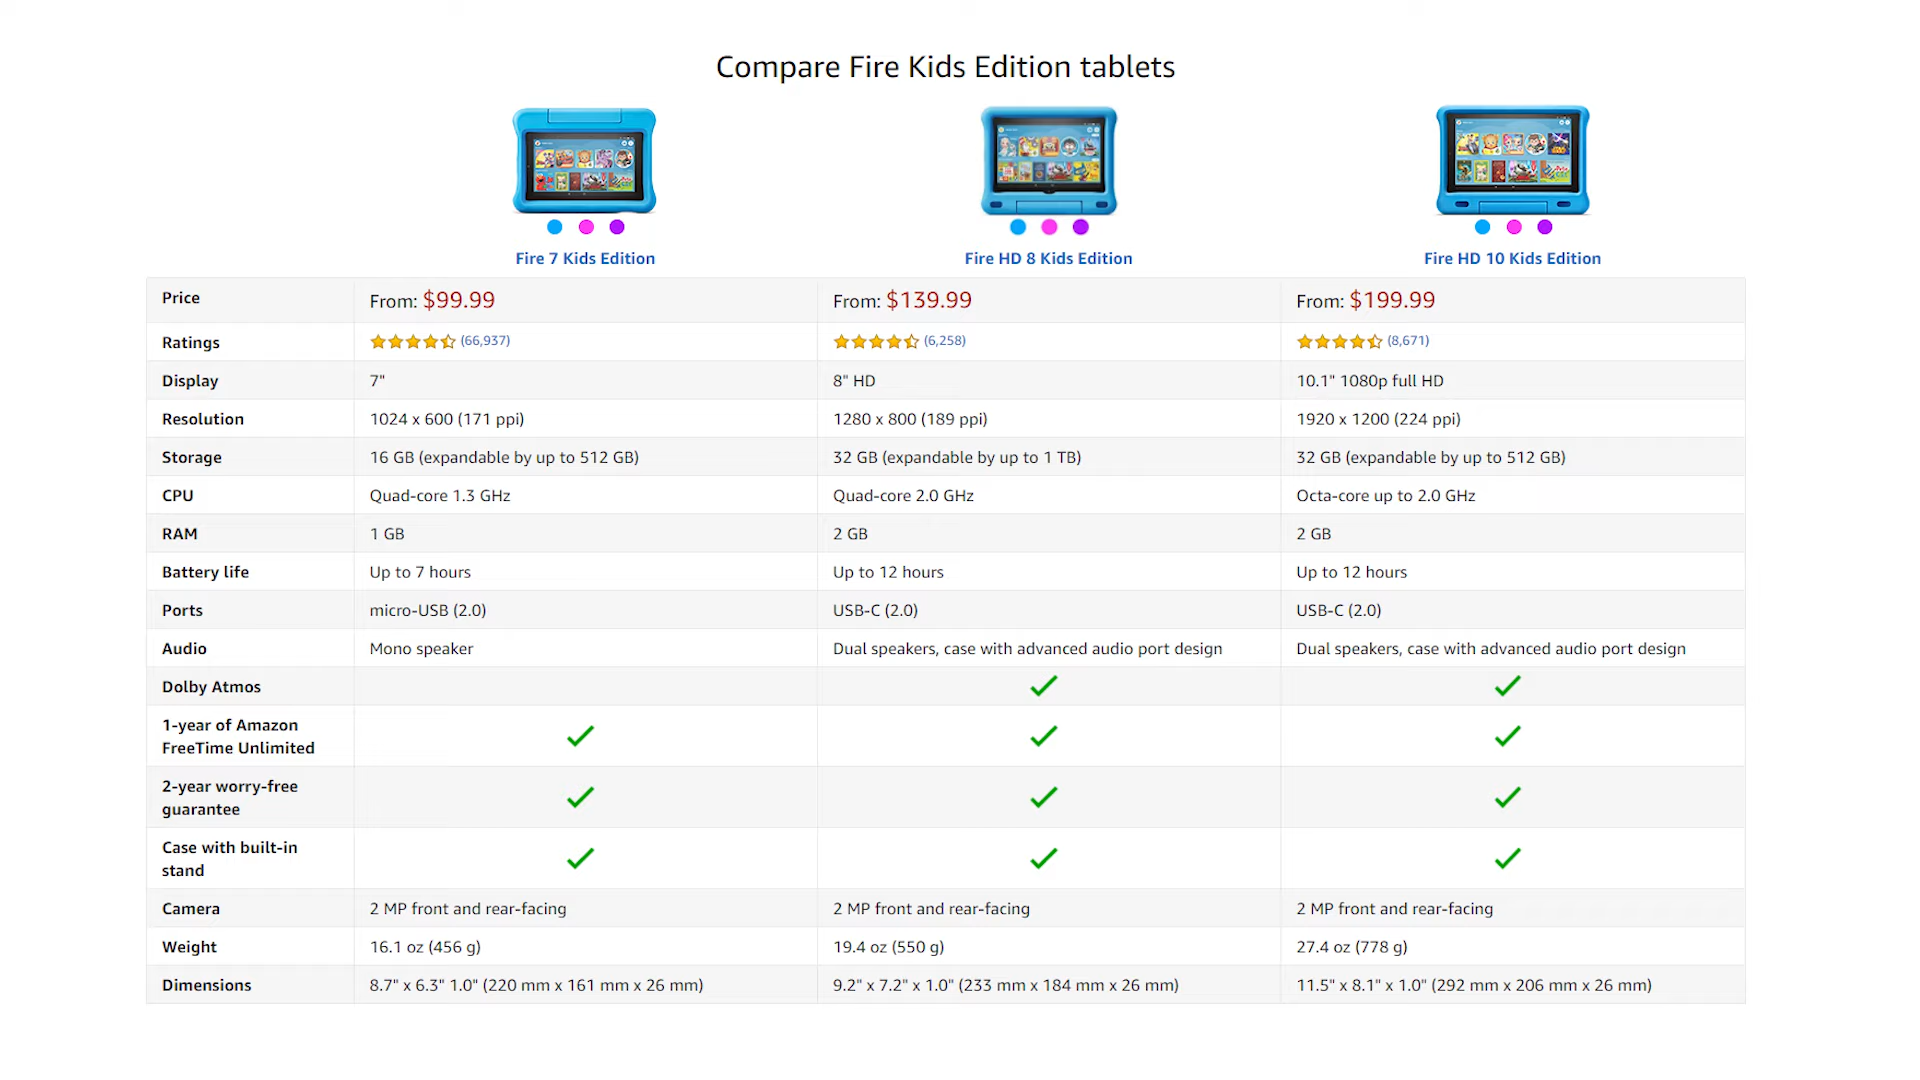 Compare Fire Kids Edition tablets
Fire 7 Kids Edition Fire HD 8 Kids Edition Fire HD 10 Kids Edition
Price From: $99.99 From: $139.99 From: $199.99
Ratings (66,937) (6,258) (8,671)
Display 7" 8" HD 10.1" 1080p full HD
Resolution 1024 x 600 (171 ppi) 1280 x 800 (189 ppi) 1920 x 1200 (224 ppi)
Storage 16 GB (expandable by up to 512 GB) 32 GB (expandable by up to 1 TB) 32 GB (expandable by up to 512 GB)
CPU Quad-core 1.3 GHz Quad-core 2.0 GHz Octa-core up to 2.0 GHz
RAM 1 GB 2 GB 2 GB
Battery life Up to 7 hours Up to 12 hours Up to 12 hours
Ports micro-USB (2.0) USB-C (2.0) USB-C (2.0)
Audio Mono speaker Dual speakers, case with advanced audio port design Dual speakers, case with advanced audio port design
Dolby Atmos
1-year of Amazon
FreeTime Unlimited
2-year worry-free
guarantee
Case with built-in
stand
Camera 2 MP front and rear-facing 2 MP front and rear-facing 2 MP front and rear-facing
Weight 16.1 oz (456 g) 19.4 oz (550 g) 27.4 oz (778 g)
Dimensions 8.7" x 6.3" 1.0" (220 mm x 161 mm x 26 mm) 9.2" x 7.2" x 1.0" (233 mm x 184 mm x 26 mm) 11.5" x 8.1" x 1.0" (292 mm x 206 mm x 26 mm)